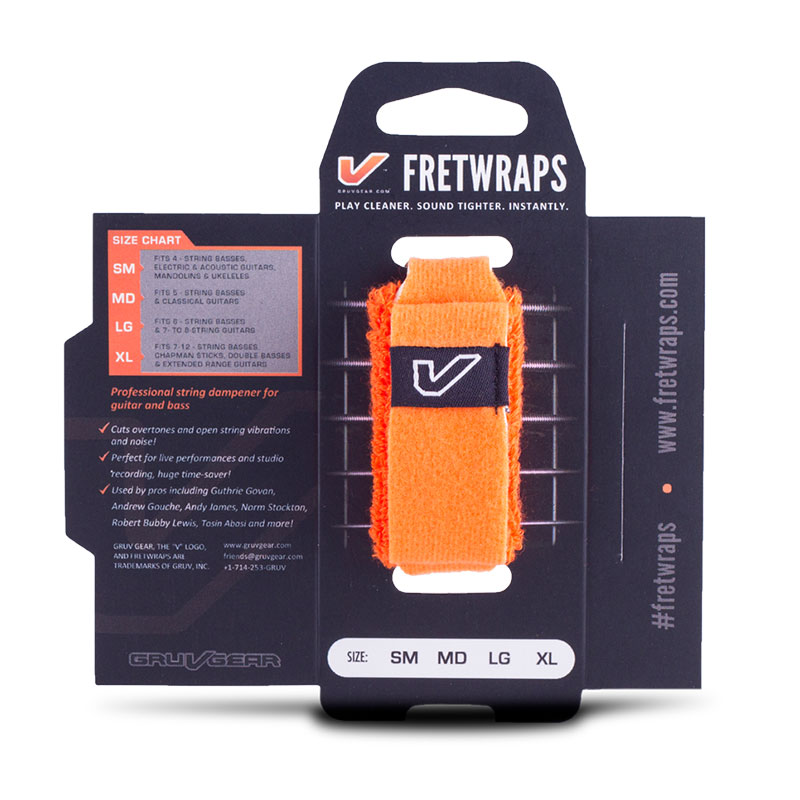 GRUVGEAR.COM
FRETWRAPS
PLAY CLEANER. SOUND TIGHTER. INSTANTLY.
SIZE CHART
SM FITS 4 - STRING BASSES,
ELECTRIC & ACOUSTIC GUITARS,
MANDOLINS & UKELELES
MD FITS 5 - STRING BASSES
& CLASSICAL GUITARS
LG FITS 6 - STRING BASSES
& 7- TO 8-STRING GUITARS
XL FITS 7-12 - STRING BASSES,
CHAPMAN STICKS, DOUBLE BASSES
& EXTENDED RANGE GUITARS
Professional string dampener for
guitar and bass
Cuts overtones and open string vibrations
and noise!
Perfect for live performances and studio
recording, huge time-saver!
Used by pros including Guthrie Govan,
Andrew Gouche, Andy James, Norm Stockton,
Robert Bubby Lewis, Tosin Abasi and more!
GRUV GEAR, THE "V" LOGO,
AND FRETWRAPS ARE
TRADEMARKS OF GRUV, INC.
www.gruvgear.com
friends@gruvgear.com
+1-714-253-GRUV
GRUVGEAR
SIZE: SM MD LG XL
#fretwraps • www.fretwraps.com